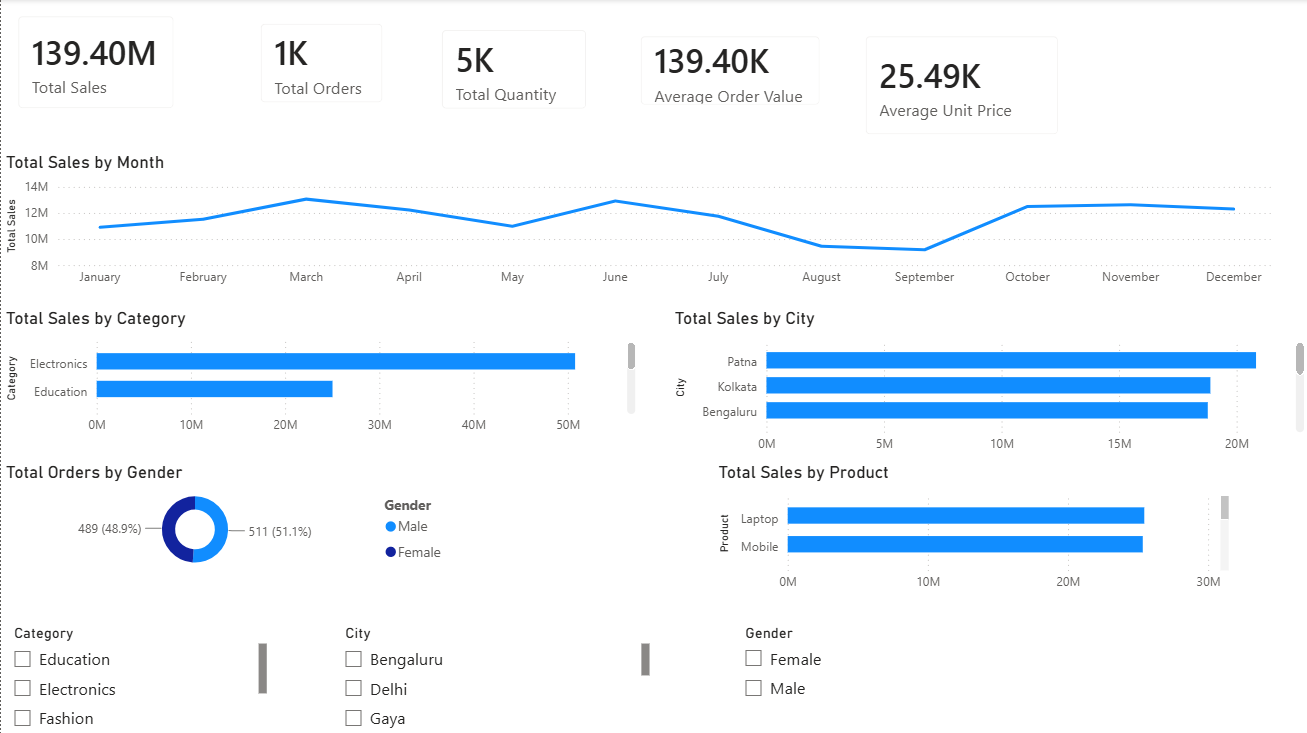 139.40M
Total Sales
1K
Total Orders
5K
Total Quantity
139.40K
Average Order Value
25.49K
Average Unit Price
Total Sales by Month
Total Sales
14M
12M
10M
8M
January February March April May June July August September October November December
Total Sales by Category
Category
Electronics
Education
0M 10M 20M 30M 40M 50M
Total Sales by City
City
Patna
Kolkata
Bengaluru
0M 5M 10M 15M 20M
Total Orders by Gender
489 (48.9%)
511 (51.1%)
Gender
Male
Female
Total Sales by Product
Product
Laptop
Mobile
0M 10M 20M 30M
Category
Education
Electronics
Fashion
City
Bengaluru
Delhi
Gaya
Gender
Female
Male